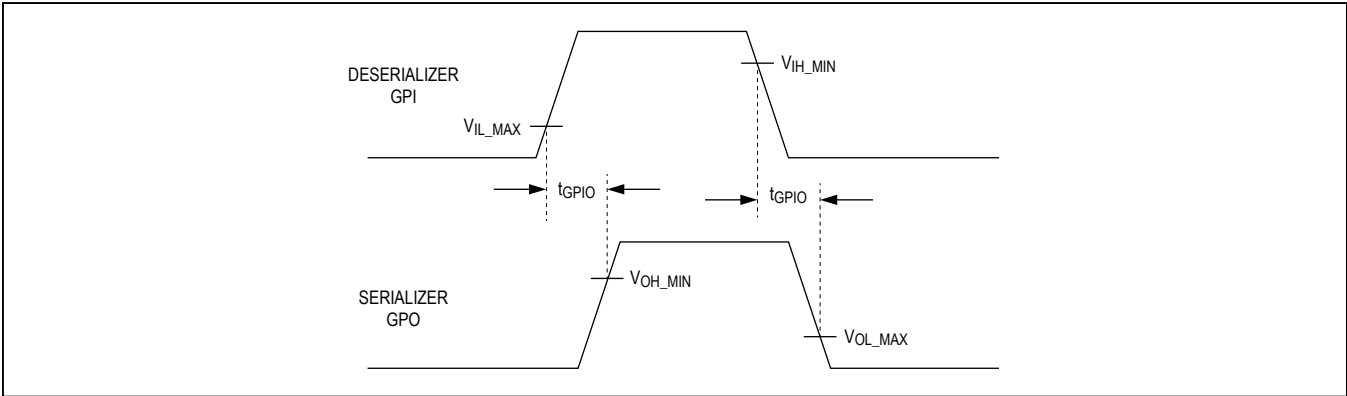 DESERIALIZER
GPI
VIH_MIN
VIL_MAX
tGPIO
tGPIO
VOH_MIN
SERIALIZER
GPO
VOL_MAX